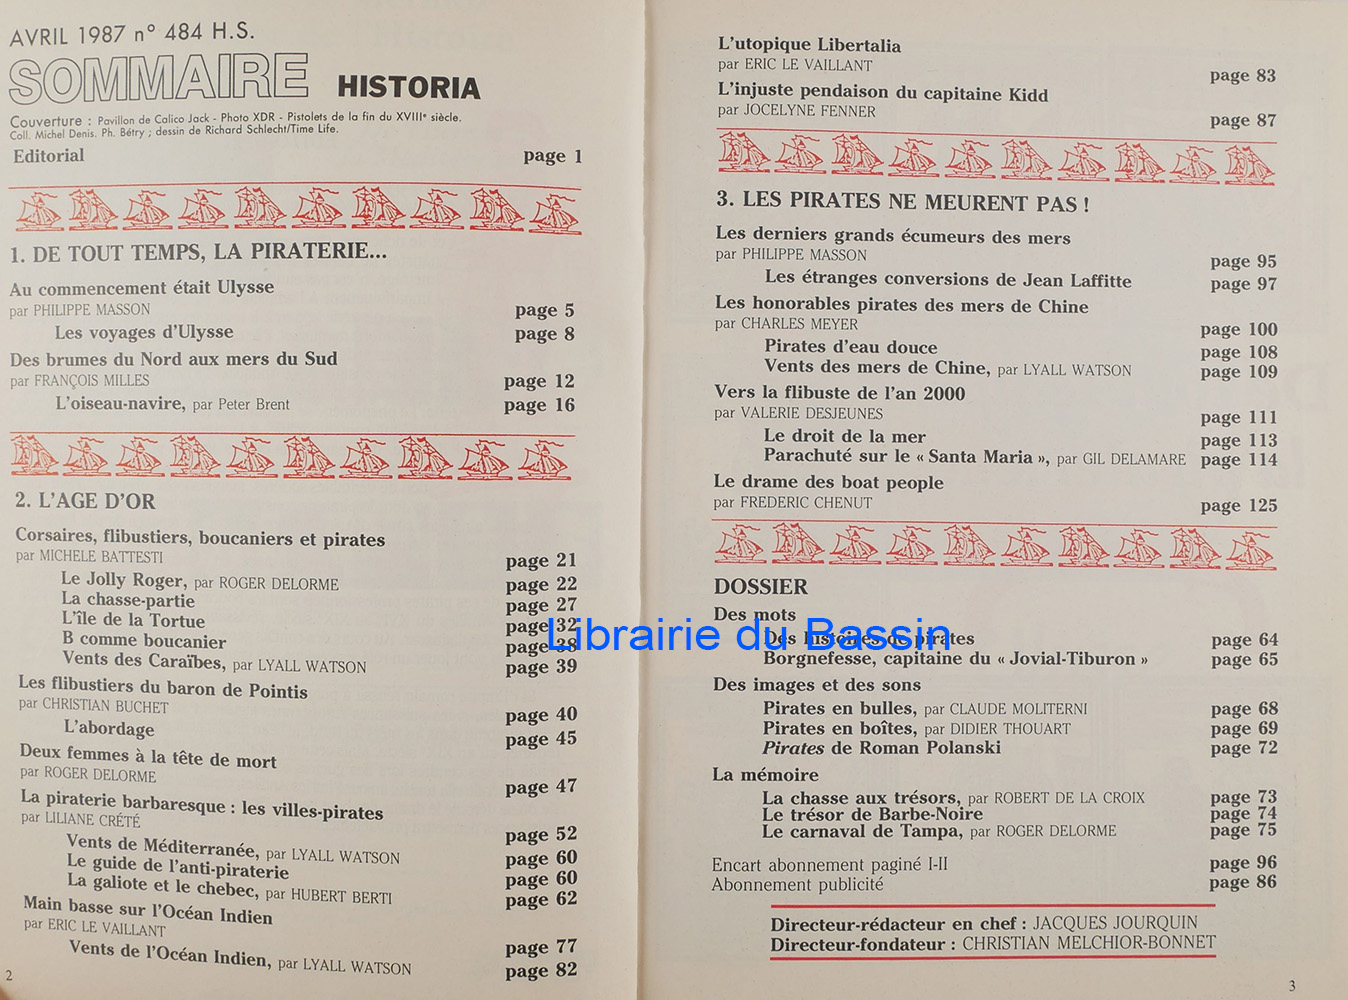 AVRIL 1987 n° 484 H.S.
SOMMAIRE HISTORIA
Couverture : Pavillon de Calico Jack - Photo XDR - Pistolets de la fin du XVIIIe siècle.
Coll. Michel Denis. Ph. Bétry ; dessin de Richard Schlecht/Time Life.
Editorial page 1
1. DE TOUT TEMPS, LA PIRATERIE...
Au commencement était Ulysse
par PHILIPPE MASSON page 5
Les voyages d'Ulysse page 8
Des brumes du Nord aux mers du Sud
par FRANÇOIS MILLES page 12
L'oiseau-navire, par Peter Brent page 16
2. L'AGE D'OR
Corsaires, flibustiers, boucaniers et pirates
par MICHELE BATTESTI page 21
Le Jolly Roger, par ROGER DELORME page 22
La chasse-partie page 27
L'île de la Tortue page 32
B comme boucanier page 38
Vents des Caraïbes, par LYALL WATSON page 39
Les flibustiers du baron de Pointis
par CHRISTIAN BUCHET page 40
L'abordage page 45
Deux femmes à la tête de mort
par ROGER DELORME page 47
La piraterie barbaresque : les villes-pirates
par LILIANE CRÉTÉ page 52
Vents de Méditerranée, par LYALL WATSON page 60
Le guide de l'anti-piraterie page 60
La galiote et le chebec, par HUBERT BERTI page 62
Main basse sur l'Océan Indien
par ERIC LE VAILLANT page 77
Vents de l'Océan Indien, par LYALL WATSON page 82
2
L'utopique Libertalia
par ERIC LE VAILLANT page 83
L'injuste pendaison du capitaine Kidd
par JOCELYNE FENNER page 87
3. LES PIRATES NE MEURENT PAS !
Les derniers grands écumeurs des mers
par PHILIPPE MASSON page 95
Les étranges conversions de Jean Laffitte page 97
Les honorables pirates des mers de Chine
par CHARLES MEYER page 100
Pirates d'eau douce page 108
Vents des mers de Chine, par LYALL WATSON page 109
Vers la flibuste de l'an 2000
par VALERIE DESJEUNES page 111
Le droit de la mer page 113
Parachuté sur le « Santa Maria », par GIL DELAMARE page 114
Le drame des boat people
par FREDERIC CHENUT page 125
DOSSIER
Des mots
Des histoires de pirates page 64
Borgnefesse, capitaine du « Jovial-Tiburon » page 65
Des images et des sons
Pirates en bulles, par CLAUDE MOLITERNI page 68
Pirates en boîtes, par DIDIER THOUART page 69
Pirates de Roman Polanski page 72
La mémoire
La chasse aux trésors, par ROBERT DE LA CROIX page 73
Le trésor de Barbe-Noire page 74
Le carnaval de Tampa, par ROGER DELORME page 75
Encart abonnement paginé I-II page 96
Abonnement publicité page 86
Directeur-rédacteur en chef : JACQUES JOURQUIN
Directeur-fondateur : CHRISTIAN MELCHIOR-BONNET
3
Librairie du Bassin